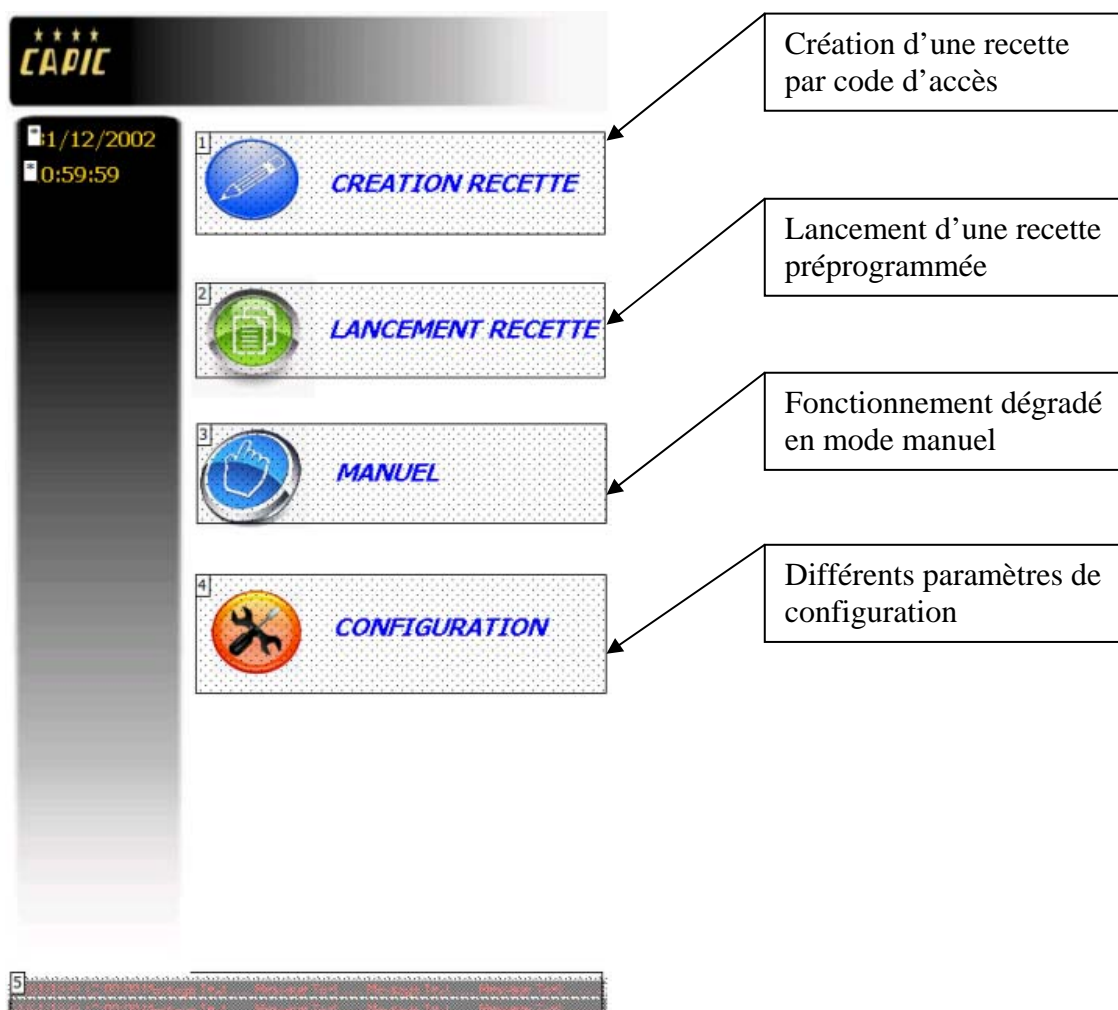 CAPIC
Création d’une recette
par code d’accès
*31/12/2002
*0:59:59
1
CREATION RECETTE
Lancement d’une recette
préprogrammée
2
LANCEMENT RECETTE
Fonctionnement dégradé
en mode manuel
3
MANUEL
Différents paramètres de
configuration
4
CONFIGURATION
5